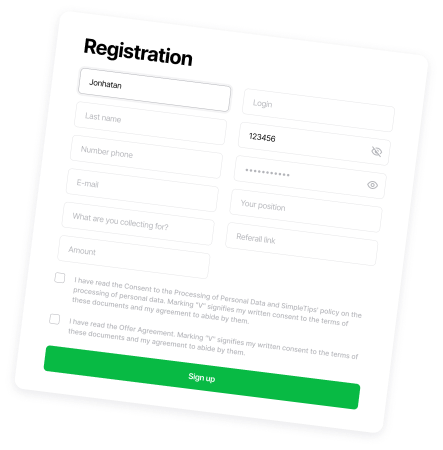 Registration
Jonhatan
Last name
Number phone
E-mail
What are you collecting for?
Amount
Login
123456
Your position
Referall link
I have read the Consent to the Processing of Personal Data and SimpleTips' policy on the
processing of personal data. Marking "V" signifies my written consent to the terms of
these documents and my agreement to abide by them.
I have read the Offer Agreement. Marking "V" signifies my written consent to the terms of
these documents and my agreement to abide by them.
Sign up